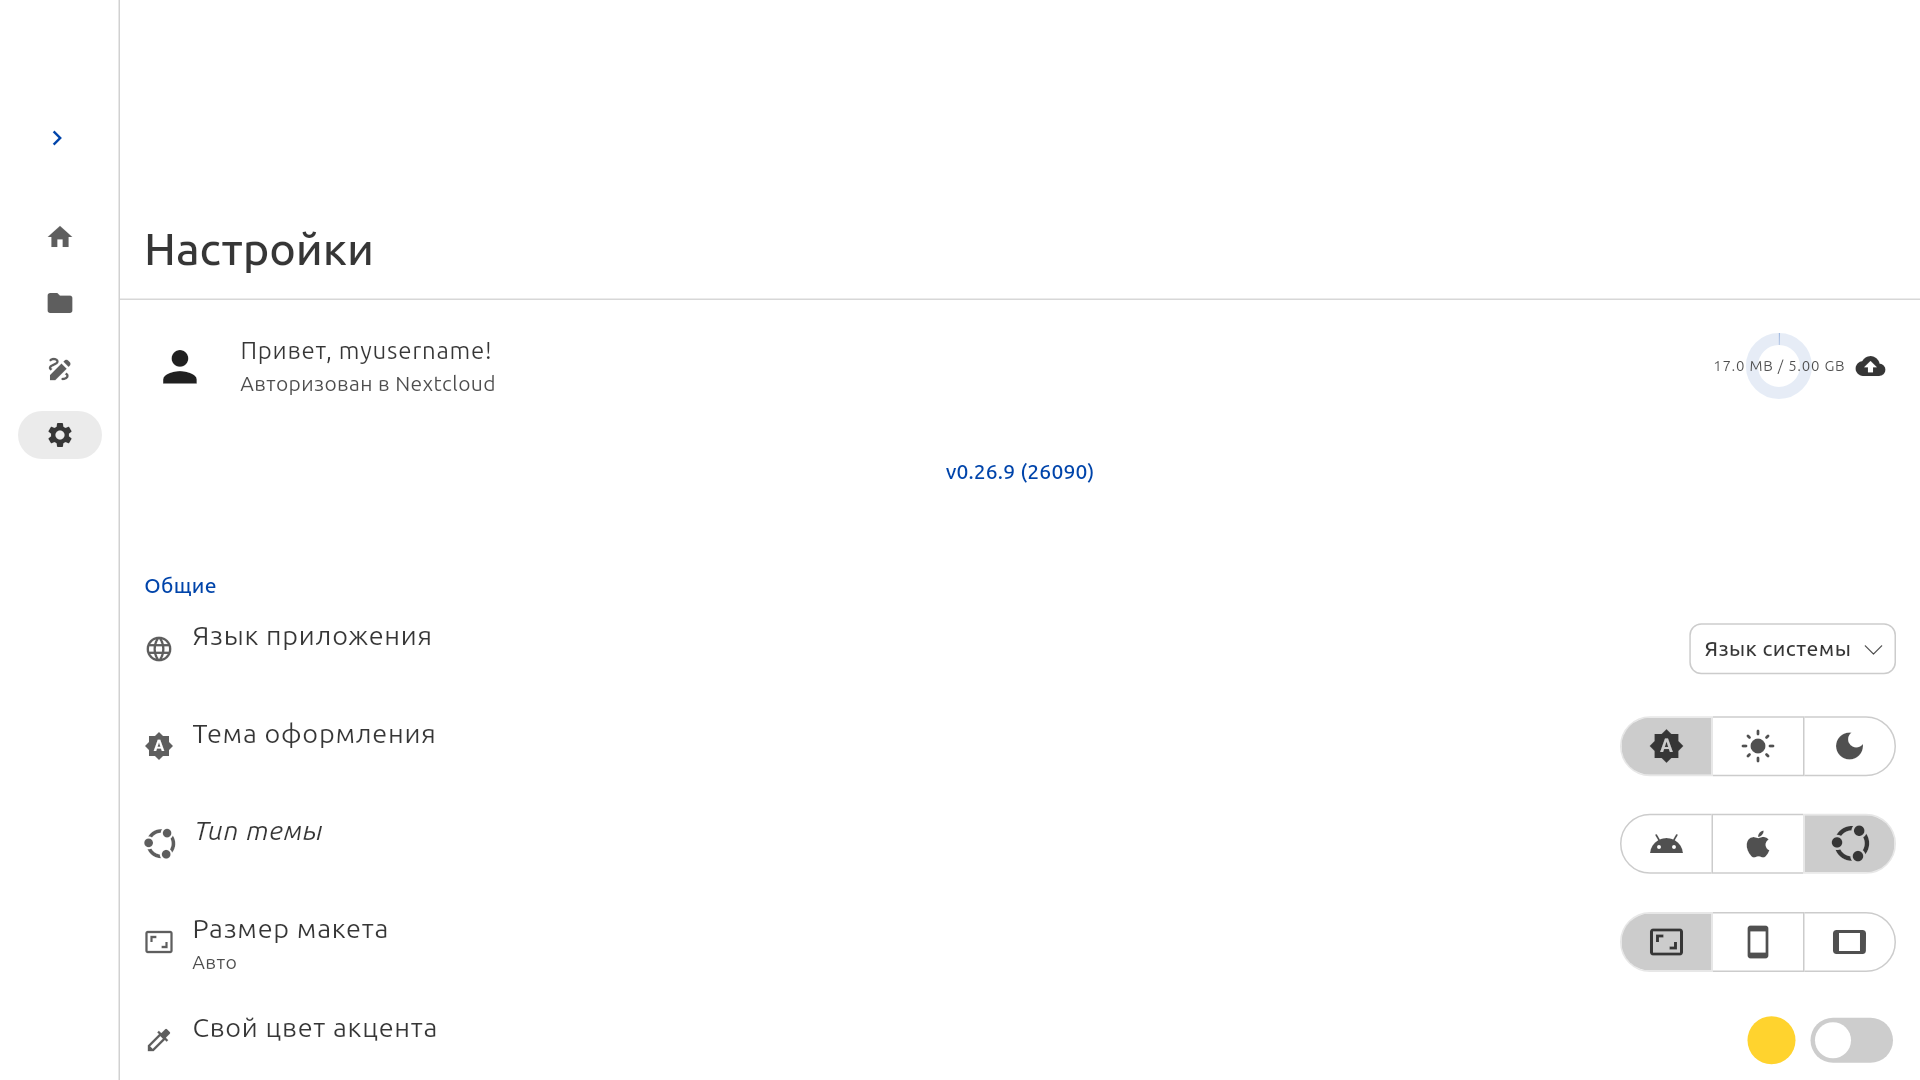 Настройки
Привет, myusername!
Авторизован в Nextcloud
17.0 MB / 5.00 GB
v0.26.9 (26090)
Общие
Язык приложения
Язык системы
Тема оформления
Тип темы
Размер макета
Авто
Свой цвет акцента